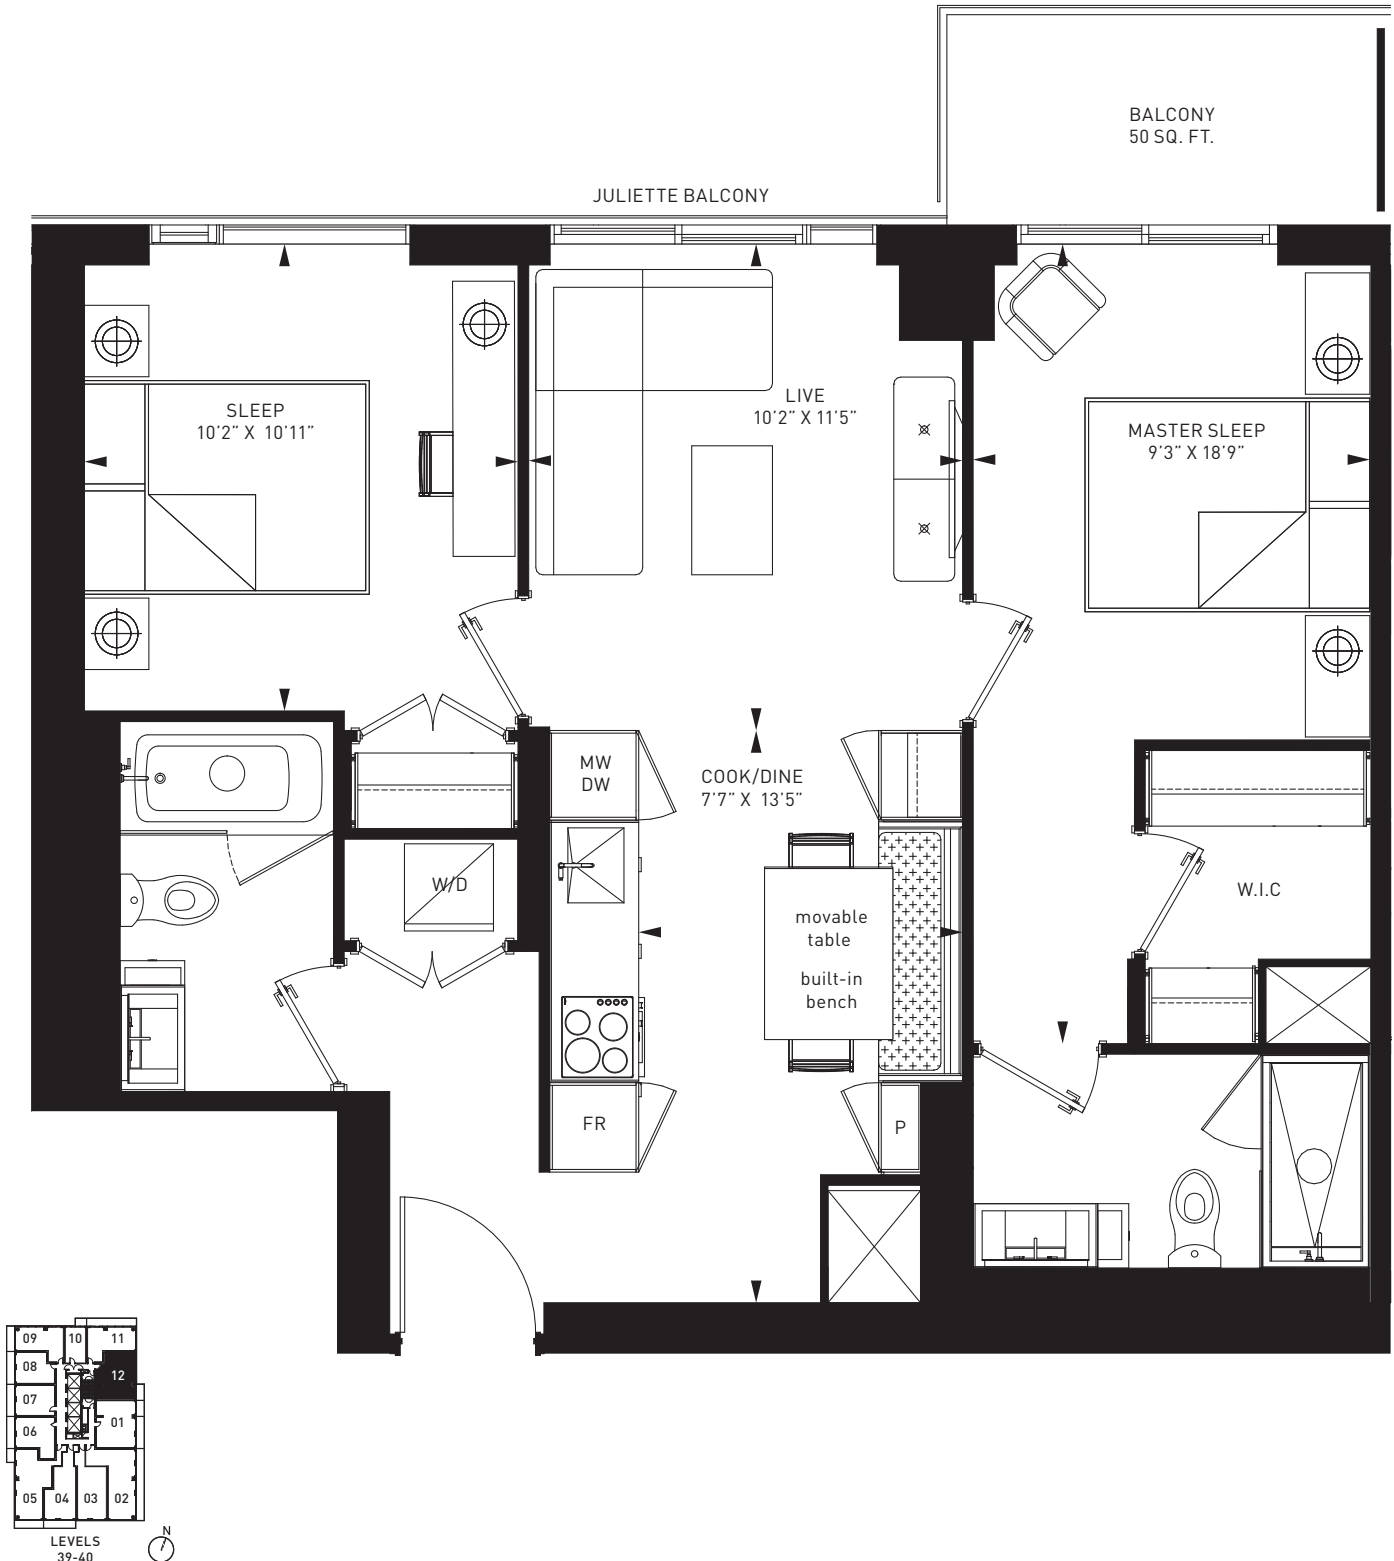 BALCONY
50 SQ. FT.
JULIETTE BALCONY
SLEEP
10'2” X 10'11”
LIVE
10'2” X 11'5”
MASTER SLEEP
9'3” X 18'9”
MW
DW
COOK/DINE
7'7” X 13'5”
W/D
movable
table
built-in
bench
W.I.C
FR
P
09
10
11
08
12
07
06
01
05
04
03
02
LEVELS
39-40
N